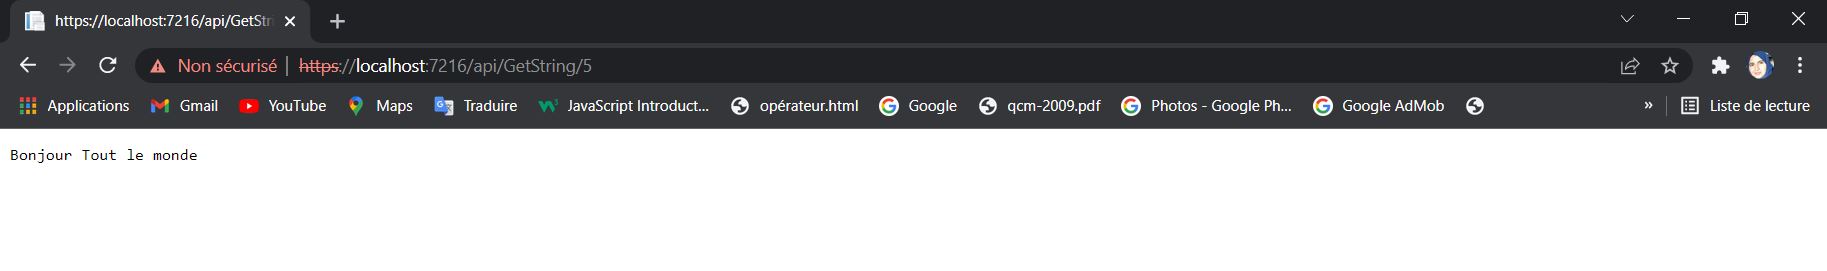 https://localhost:7216/api/GetStri
Non sécurisé | https://localhost:7216/api/GetString/5
Applications Gmail YouTube Maps Traduire JavaScript Introduct... opérateur.html Google qcm-2009.pdf Photos - Google Ph... Google AdMob » Liste de lecture
Bonjour Tout le monde